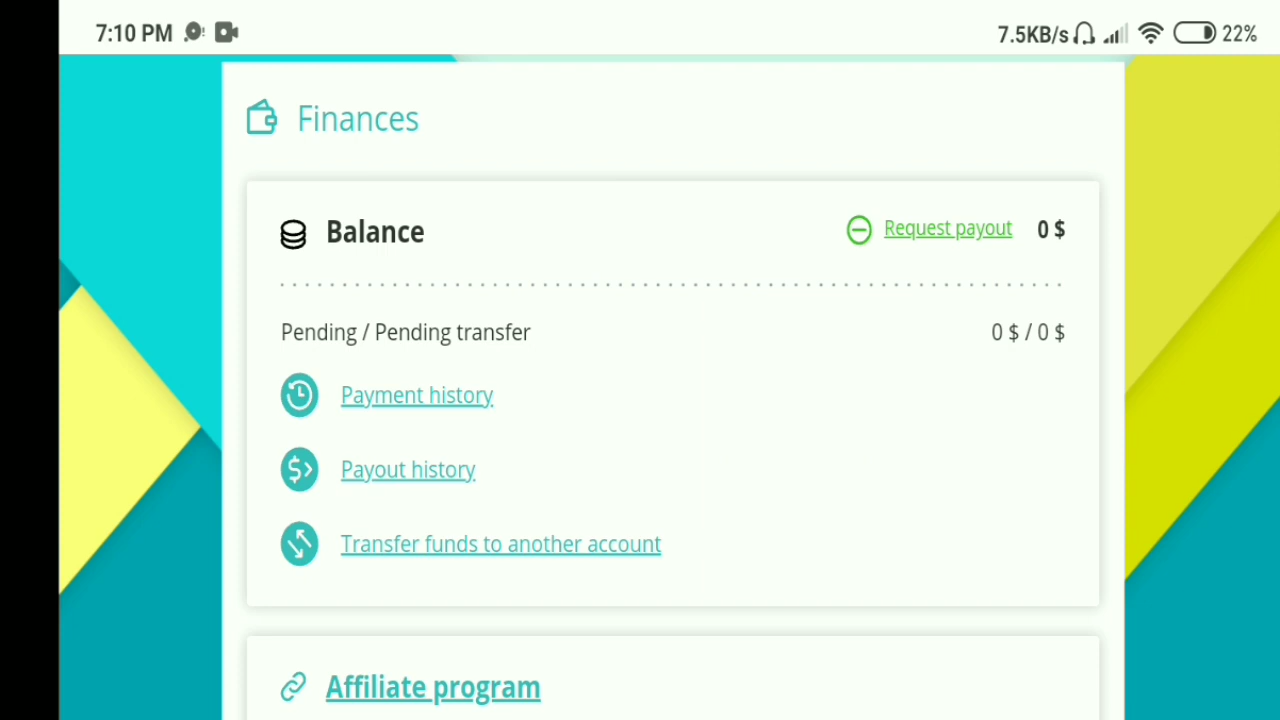 7:10 PM 7.5KB/s 22%
Finances
Balance Request payout 0 $
Pending / Pending transfer 0 $ / 0 $
Payment history
Payout history
Transfer funds to another account
Affiliate program